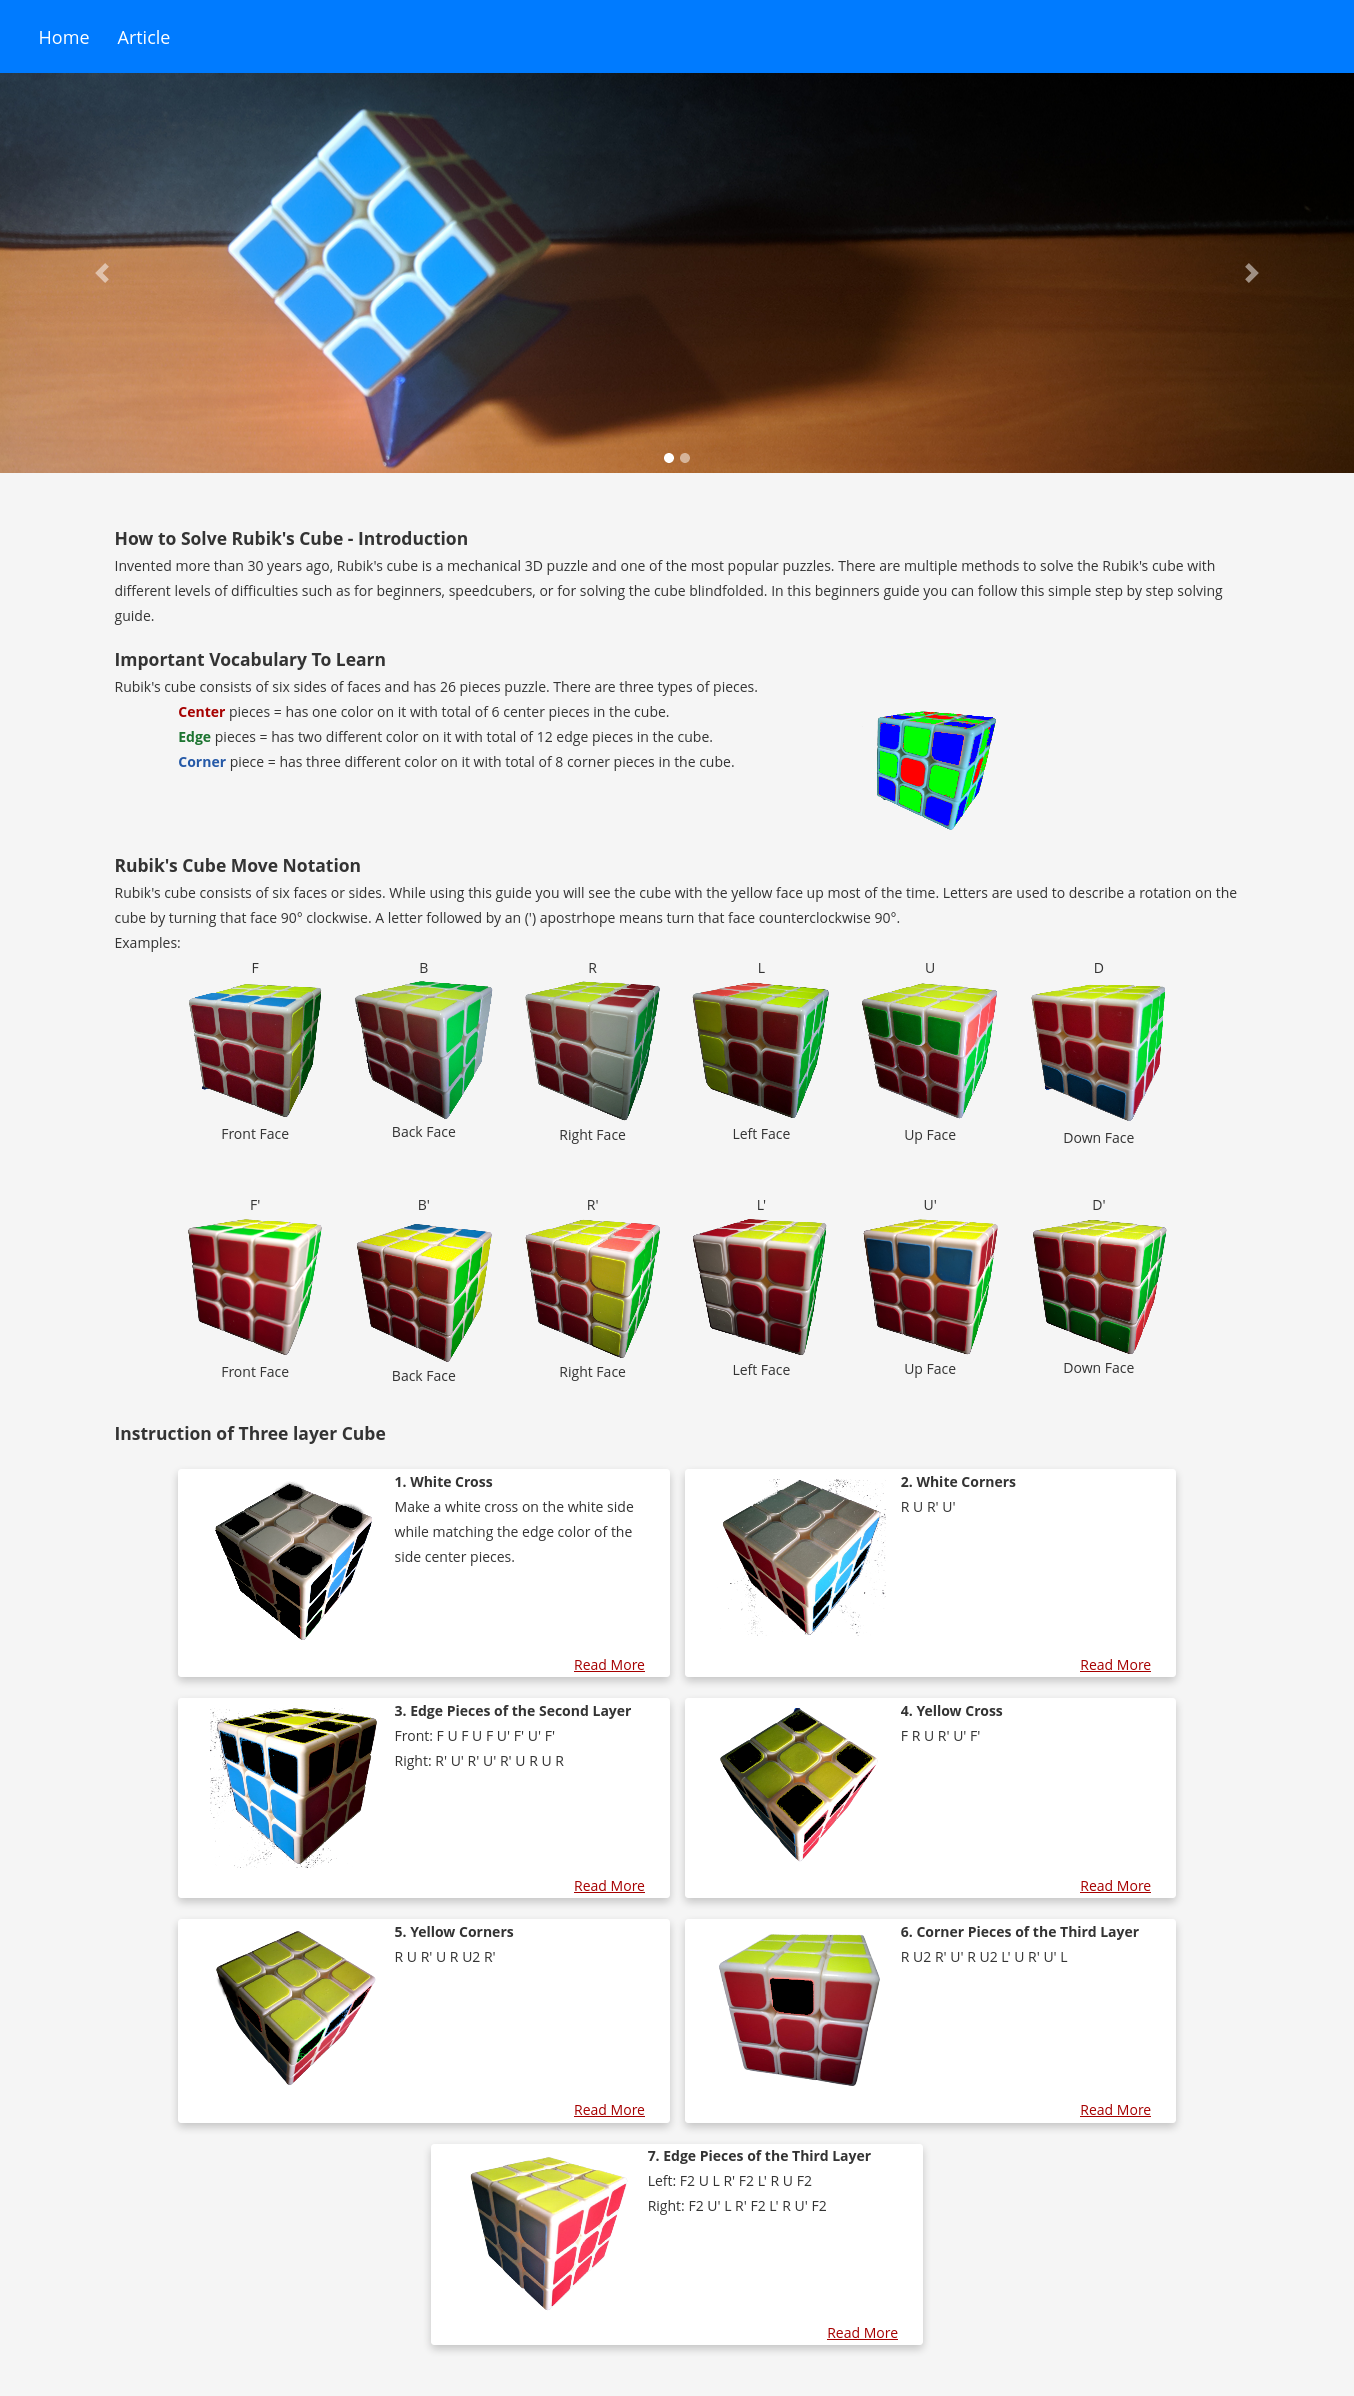 Home Article
How to Solve Rubik's Cube - Introduction
Invented more than 30 years ago, Rubik's cube is a mechanical 3D puzzle and one of the most popular puzzles. There are multiple methods to solve the Rubik's cube with
different levels of difficulties such as for beginners, speedcubers, or for solving the cube blindfolded. In this beginners guide you can follow this simple step by step solving
guide.
Important Vocabulary To Learn
Rubik's cube consists of six sides of faces and has 26 pieces puzzle. There are three types of pieces.
Center pieces = has one color on it with total of 6 center pieces in the cube.
Edge pieces = has two different color on it with total of 12 edge pieces in the cube.
Corner piece = has three different color on it with total of 8 corner pieces in the cube.
Rubik's Cube Move Notation
Rubik's cube consists of six faces or sides. While using this guide you will see the cube with the yellow face up most of the time. Letters are used to describe a rotation on the
cube by turning that face 90° clockwise. A letter followed by an (') apostrhope means turn that face counterclockwise 90°.
Examples:
F B R L U D
Front Face Back Face Right Face Left Face Up Face Down Face
F' B' R' L' U' D'
Front Face Back Face Right Face Left Face Up Face Down Face
Instruction of Three layer Cube
1. White Cross
Make a white cross on the white side
while matching the edge color of the
side center pieces.
Read More
2. White Corners
R U R' U'
Read More
3. Edge Pieces of the Second Layer
Front: F U F U F U' F' U' F'
Right: R' U' R' U' R' U R U R
Read More
4. Yellow Cross
F R U R' U' F'
Read More
5. Yellow Corners
R U R' U R U2 R'
Read More
6. Corner Pieces of the Third Layer
R U2 R' U' R U2 L' U R' U' L
Read More
7. Edge Pieces of the Third Layer
Left: F2 U L R' F2 L' R U F2
Right: F2 U' L R' F2 L' R U' F2
Read More